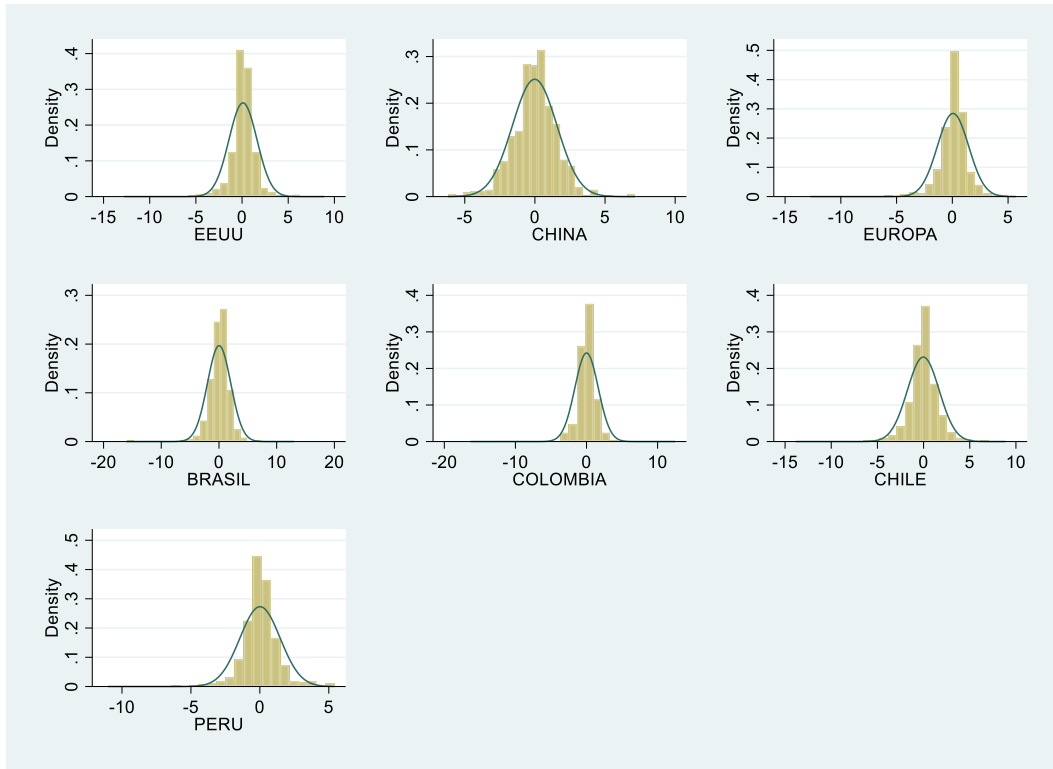 Density
0 .1 .2 .3 .4
-15 -10 -5 0 5 10
EEUU
Density
0 .1 .2 .3
-5 0 5 10
CHINA
Density
0 .1 .2 .3 .4 .5
-15 -10 -5 0 5
EUROPA
Density
0 .1 .2 .3
-20 -10 0 10 20
BRASIL
Density
0 .1 .2 .3 .4
-20 -10 0 10
COLOMBIA
Density
0 .1 .2 .3 .4
-15 -10 -5 0 5 10
CHILE
Density
0 .1 .2 .3 .4 .5
-10 -5 0 5
PERU